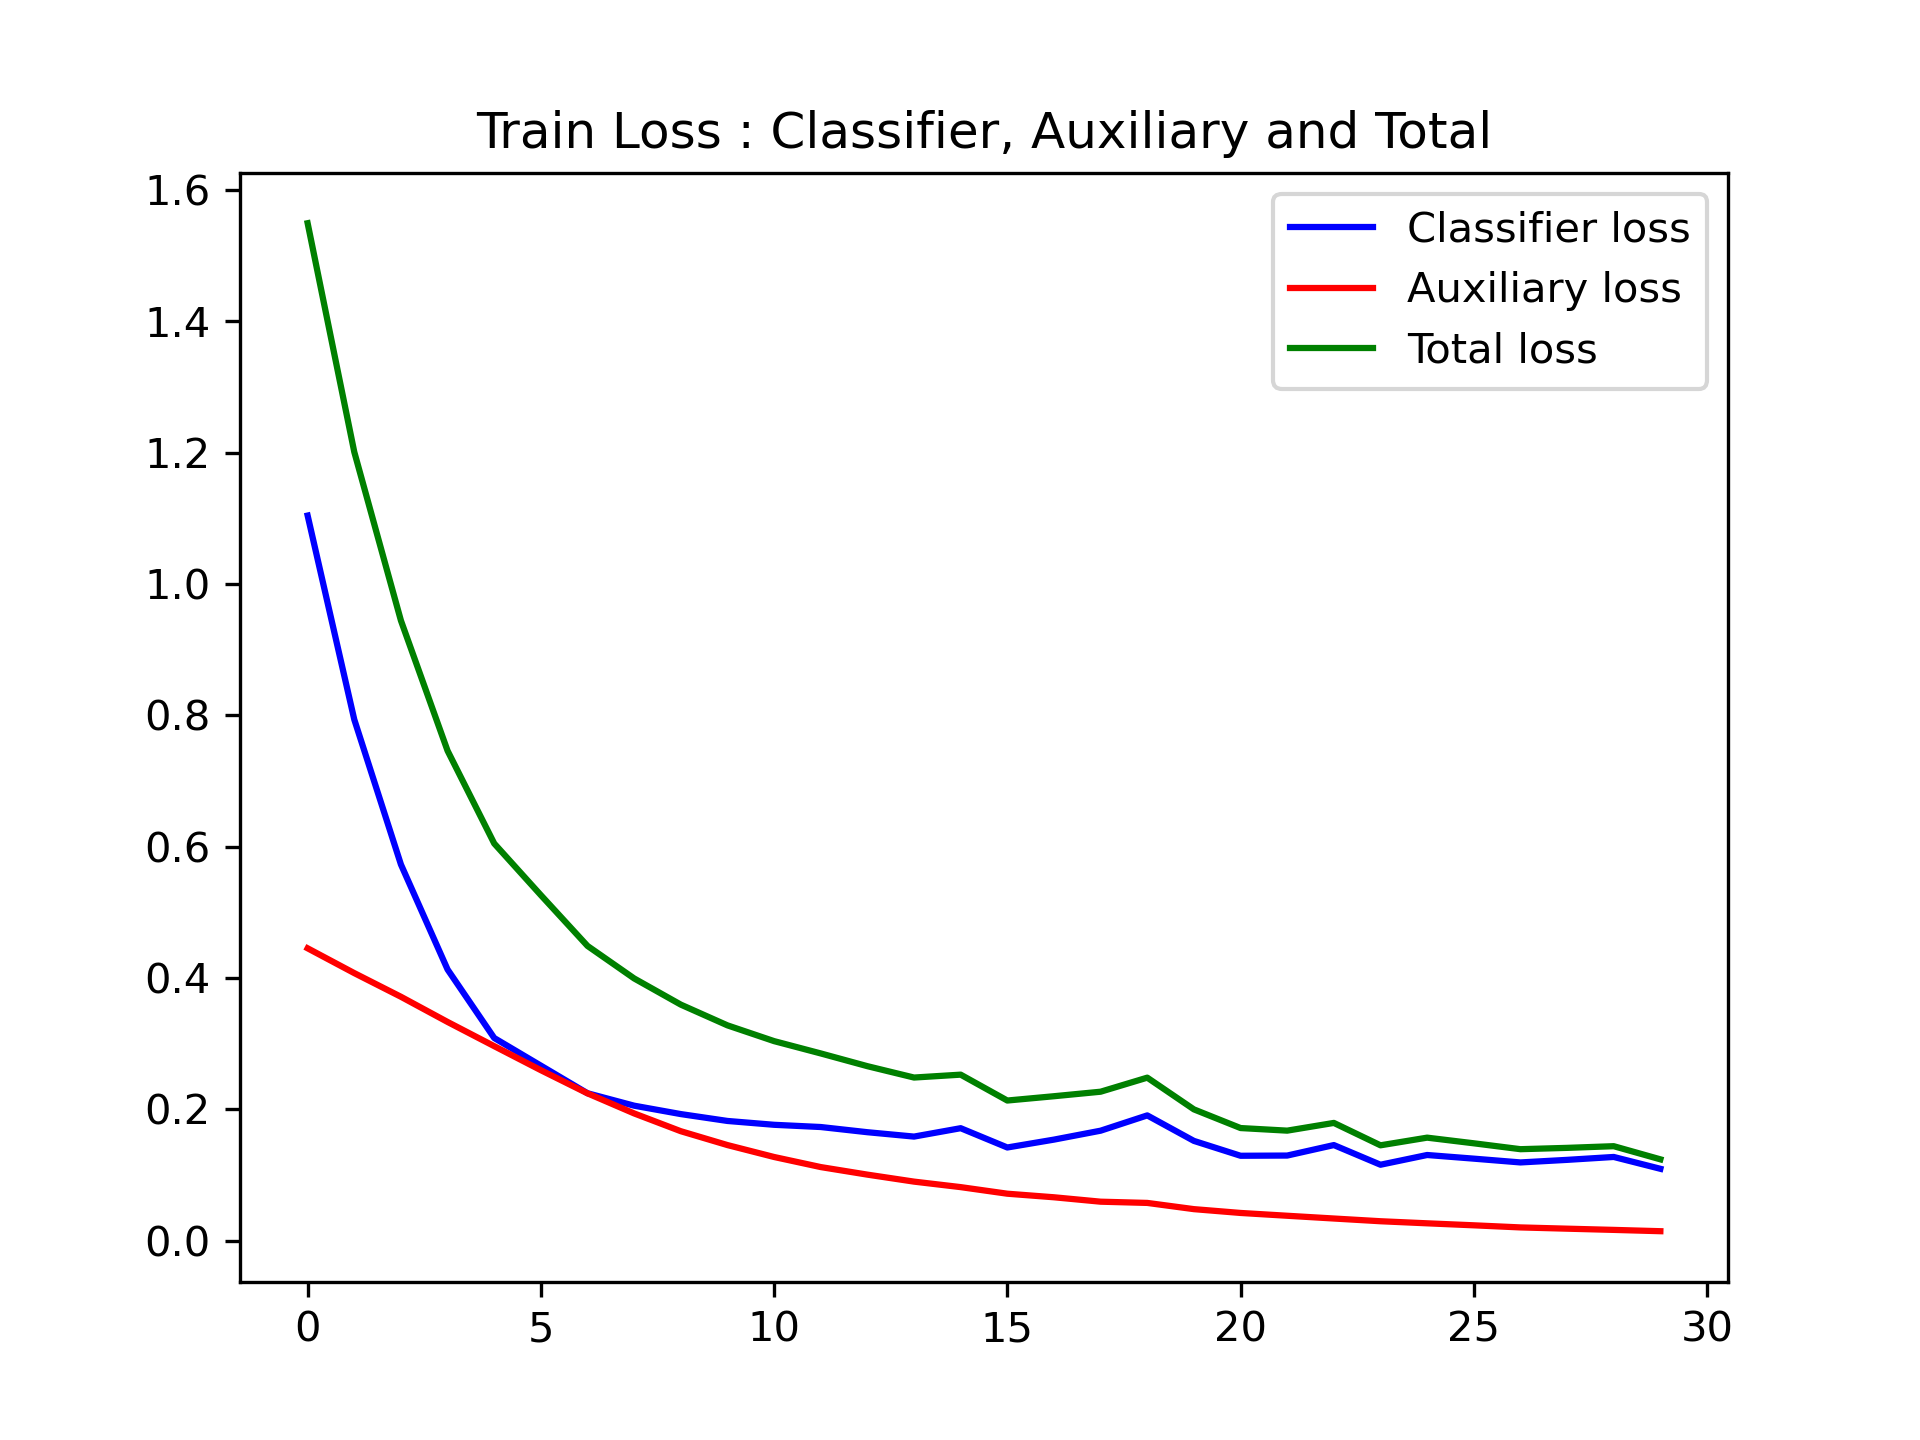 Train Loss : Classifier, Auxiliary and Total
1.6
1.4
1.2
1.0
0.8
0.6
0.4
0.2
0.0
Classifier loss
Auxiliary loss
Total loss
0 5 10 15 20 25 30